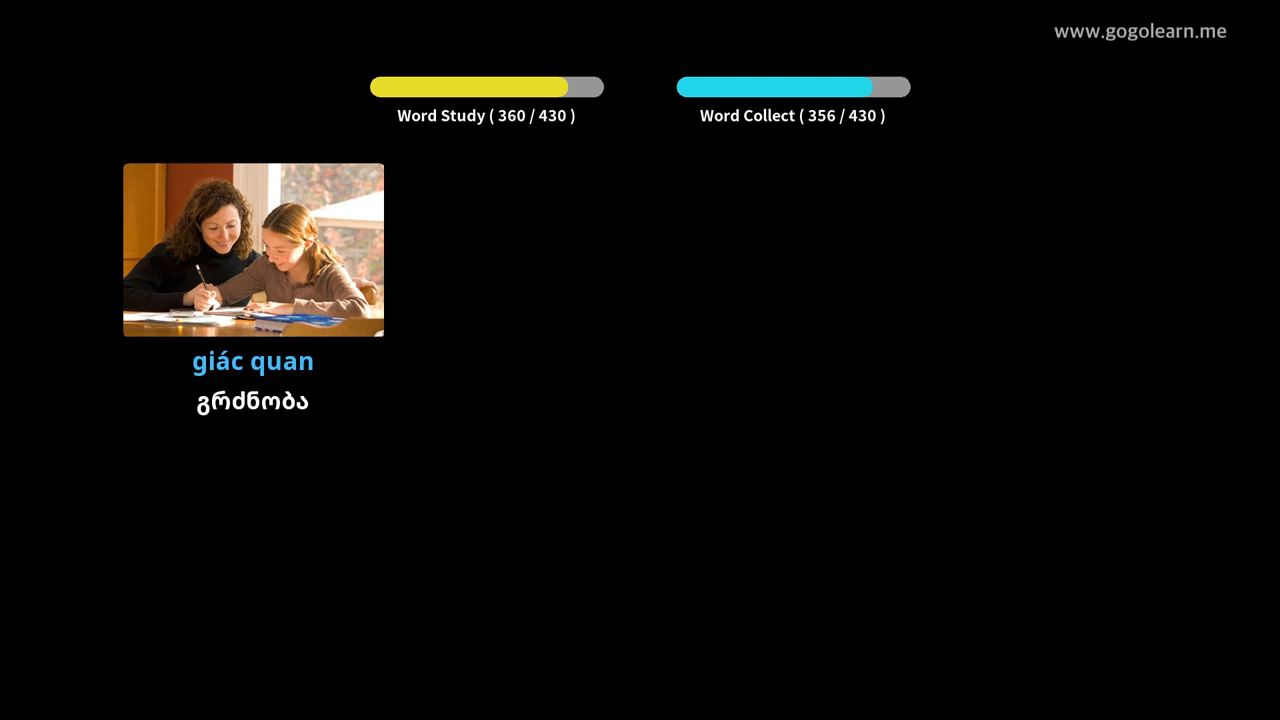 www.gogolearn.me
Word Study ( 360 / 430 )
Word Collect ( 356 / 430 )
giác quan
გრძნობა